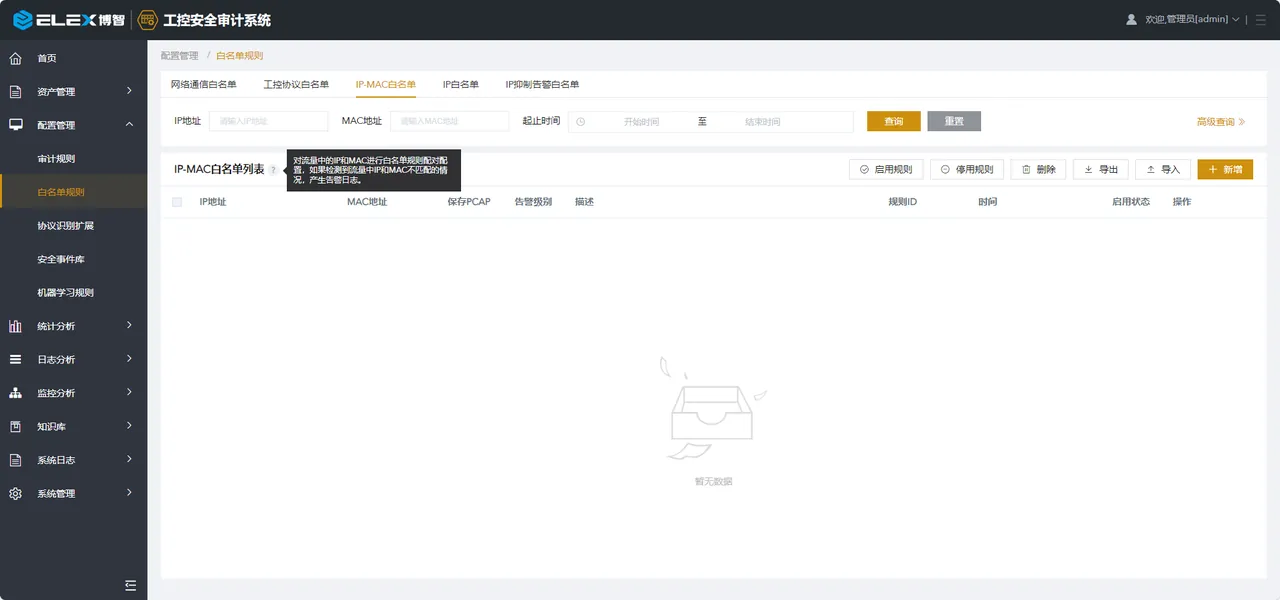 ELEX博智 工控安全审计系统
欢迎,管理员[admin]
首页
资产管理
配置管理
审计规则
白名单规则
协议识别扩展
安全事件库
机器学习规则
统计分析
日志分析
监控分析
知识库
系统日志
系统管理
配置管理 / 白名单规则
网络通信白名单 工控协议白名单 IP-MAC白名单 IP白名单 IP抑制告警白名单
IP地址 请输入IP地址 MAC地址 请输入MAC地址 起止时间 开始时间 至 结束时间 查询 重置 高级查询
IP-MAC白名单列表 ?
对流量中的IP和MAC进行白名单规则配对配
置，如果检测到流量中IP和MAC不匹配的情
况，产生告警日志。
启用规则 停用规则 删除 导出 导入 新增
IP地址 MAC地址 保存PCAP 告警级别 描述 规则ID 时间 启用状态 操作
暂无数据